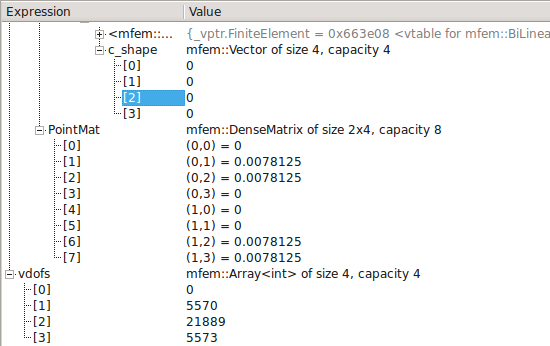 Expression Value
<mfem::... {_vptr.FiniteElement = 0x663e08 <vtable for mfem::BiLinea
c_shape mfem::Vector of size 4, capacity 4
[0] 0
[1] 0
[2] 0
[3] 0
PointMat mfem::DenseMatrix of size 2x4, capacity 8
[0] (0,0) = 0
[1] (0,1) = 0.0078125
[2] (0,2) = 0.0078125
[3] (0,3) = 0
[4] (1,0) = 0
[5] (1,1) = 0
[6] (1,2) = 0.0078125
[7] (1,3) = 0.0078125
vdofs mfem::Array<int> of size 4, capacity 4
[0] 0
[1] 5570
[2] 21889
[3] 5573